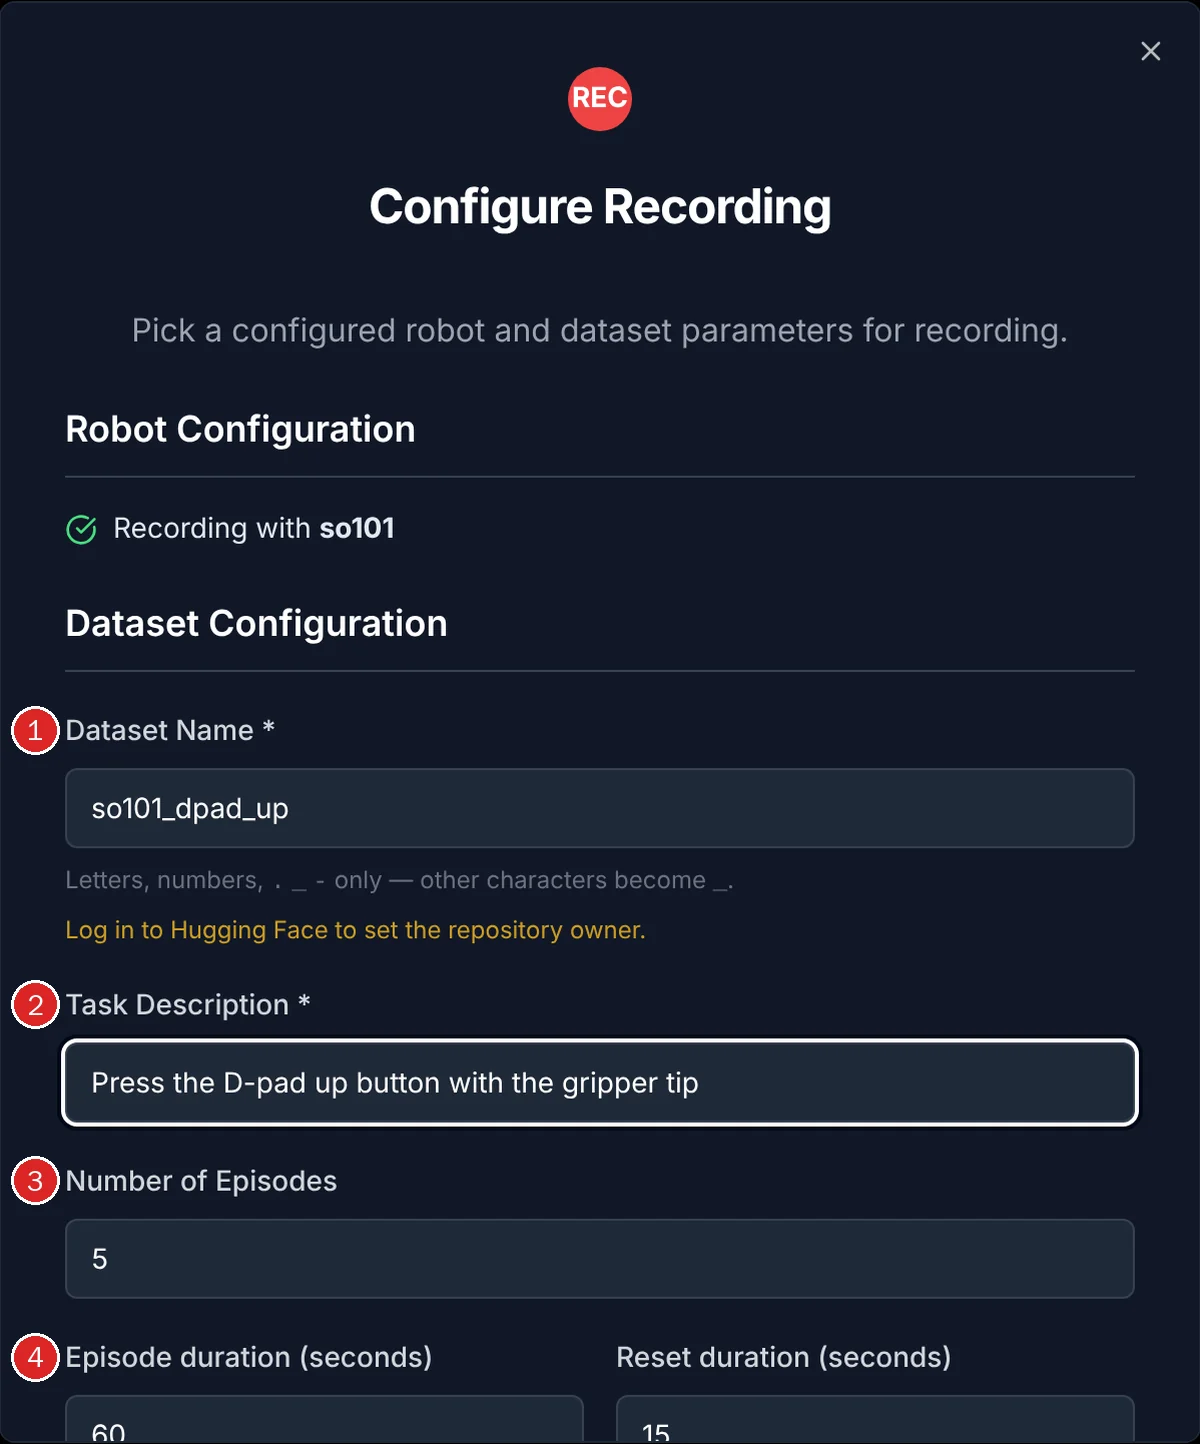 REC
Configure Recording
Pick a configured robot and dataset parameters for recording.
Robot Configuration
Recording with so101
Dataset Configuration
1 Dataset Name *
so101_dpad_up
Letters, numbers, . _ - only — other characters become _.
Log in to Hugging Face to set the repository owner.
2 Task Description *
Press the D-pad up button with the gripper tip
3 Number of Episodes
5
4 Episode duration (seconds) Reset duration (seconds)
60 15